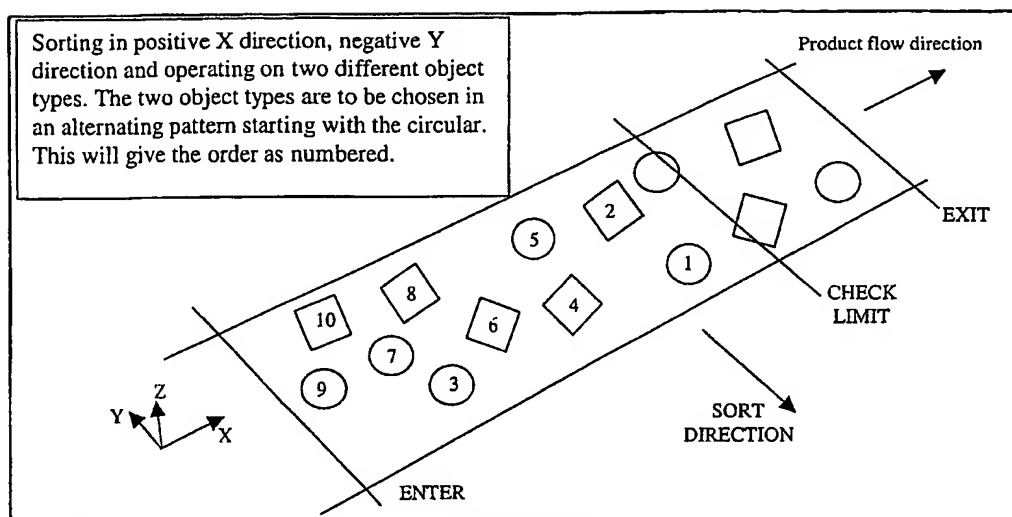 Sorting in positive X direction, negative Y
direction and operating on two different object
types. The two object types are to be chosen in
an alternating pattern starting with the circular.
This will give the order as numbered.
Product flow direction
EXIT
CHECK
LIMIT
SORT
DIRECTION
ENTER
2
5
1
8
10
6
4
7
9
3
Z
Y
X